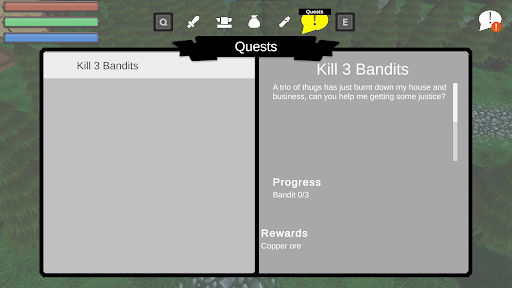 Quests
Q
!
E
!
!
Quests
Kill 3 Bandits
Kill 3 Bandits
A trio of thugs has just burnt down my house and
business, can you help me getting some justice?
Progress
Bandit 0/3
Rewards
Copper ore